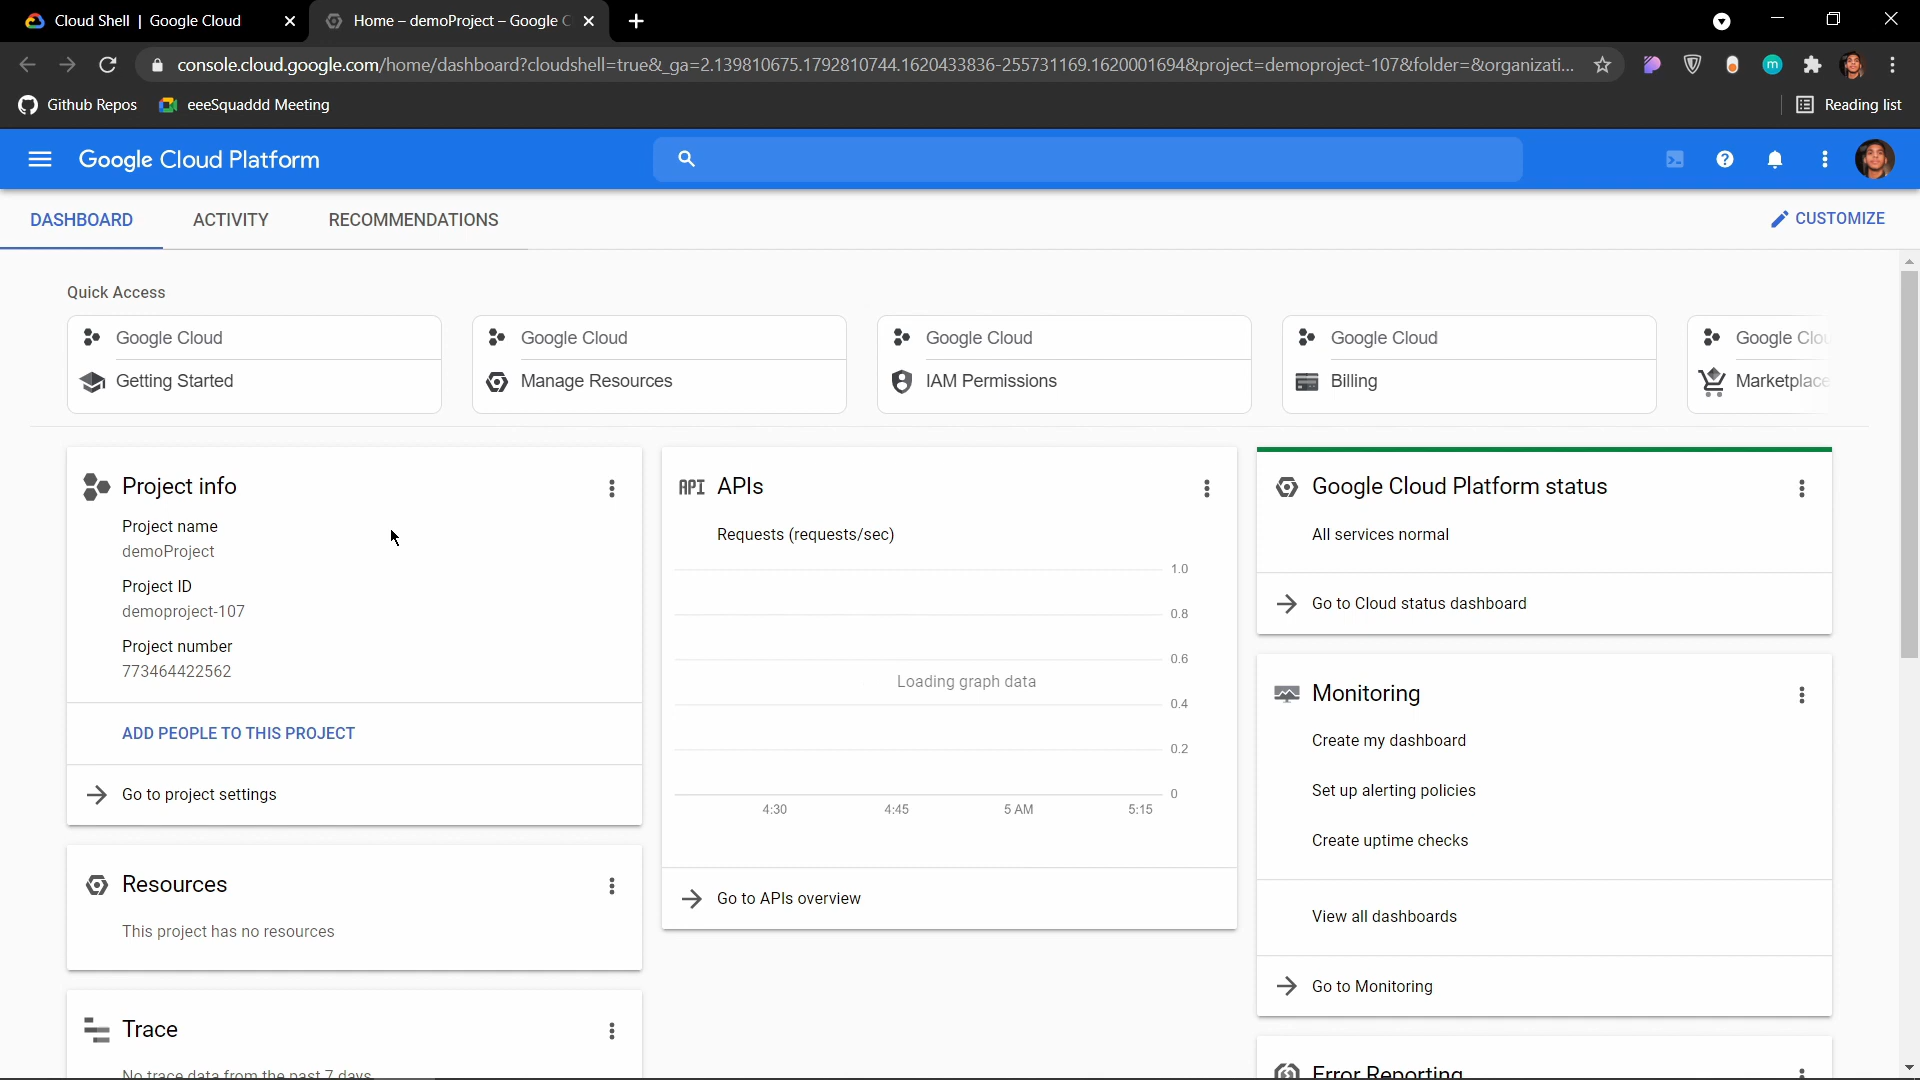 Cloud Shell | Google Cloud
Home – demoProject – Google C
console.cloud.google.com/home/dashboard?cloudshell=true&_ga=2.139810675.1792810744.1620433836-255731169.1620001694&project=demoproject-107&folder=&organizati...
Github Repos
eeeSquaddd Meeting
Reading list
Google Cloud Platform
DASHBOARD
ACTIVITY
RECOMMENDATIONS
CUSTOMIZE
Quick Access
Google Cloud
Getting Started
Google Cloud
Manage Resources
Google Cloud
IAM Permissions
Google Cloud
Billing
Google Clou
Marketplace
Project info
Project name
demoProject
Project ID
demoproject-107
Project number
773464422562
ADD PEOPLE TO THIS PROJECT
Go to project settings
Resources
This project has no resources
Trace
No trace data from the past 7 days
API APIs
Requests (requests/sec)
1.0
0.8
0.6
Loading graph data
0.4
0.2
0
4:30 4:45 5 AM 5:15
Go to APIs overview
Google Cloud Platform status
All services normal
Go to Cloud status dashboard
Monitoring
Create my dashboard
Set up alerting policies
Create uptime checks
View all dashboards
Go to Monitoring
Error Reporting